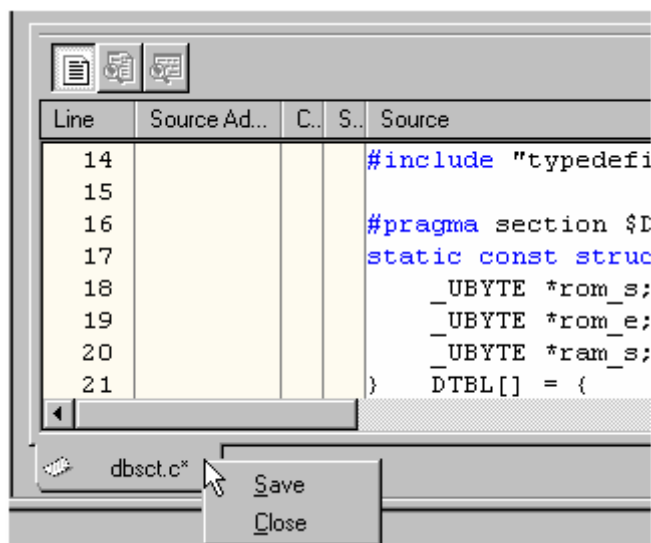 Line Source Ad... C.. S.. Source
14 #include "typedefi
15
16 #pragma section $D
17 static const struc
18 _UBYTE *rom_s;
19 _UBYTE *rom_e;
20 _UBYTE *ram_s;
21 } DTBL[] = {
dbsct.c*
Save
Close